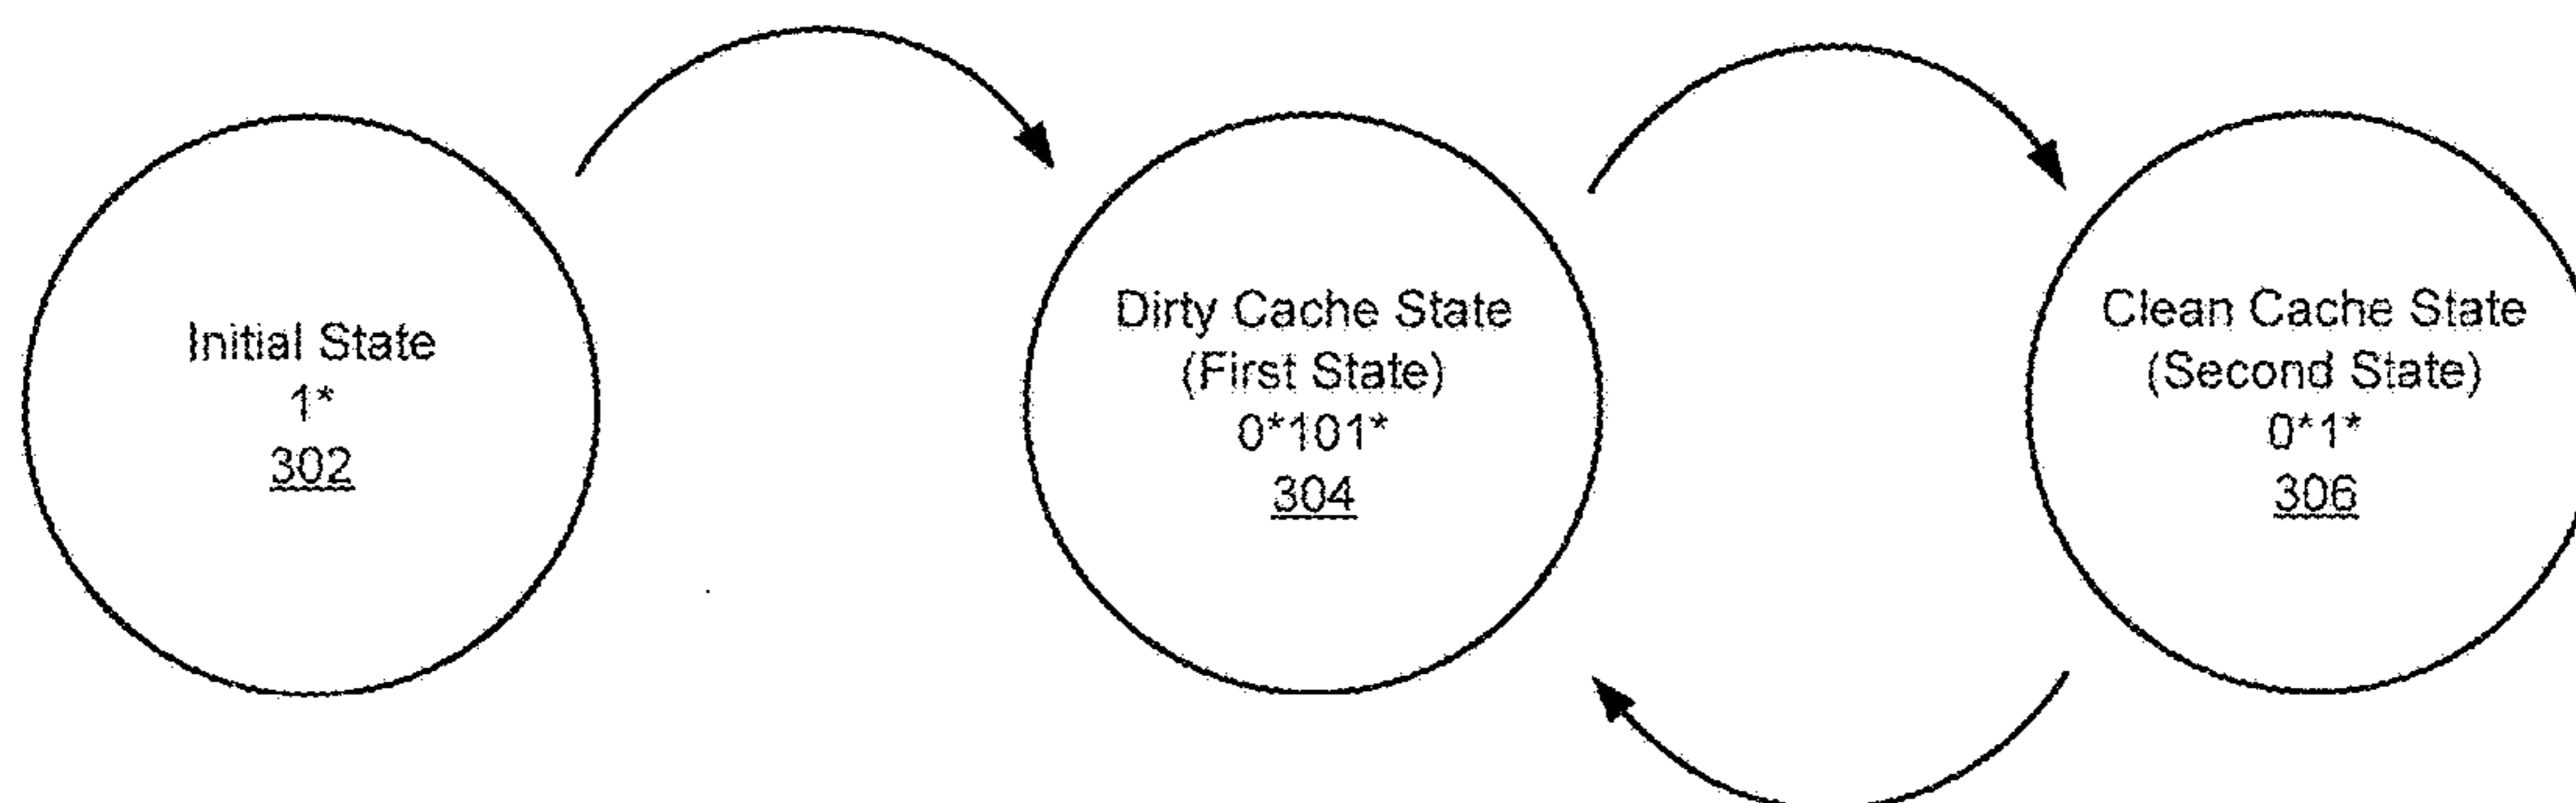 Initial State
1*
302
Dirty Cache State
(First State)
0*101*
304
Clean Cache State
(Second State)
0*1*
306